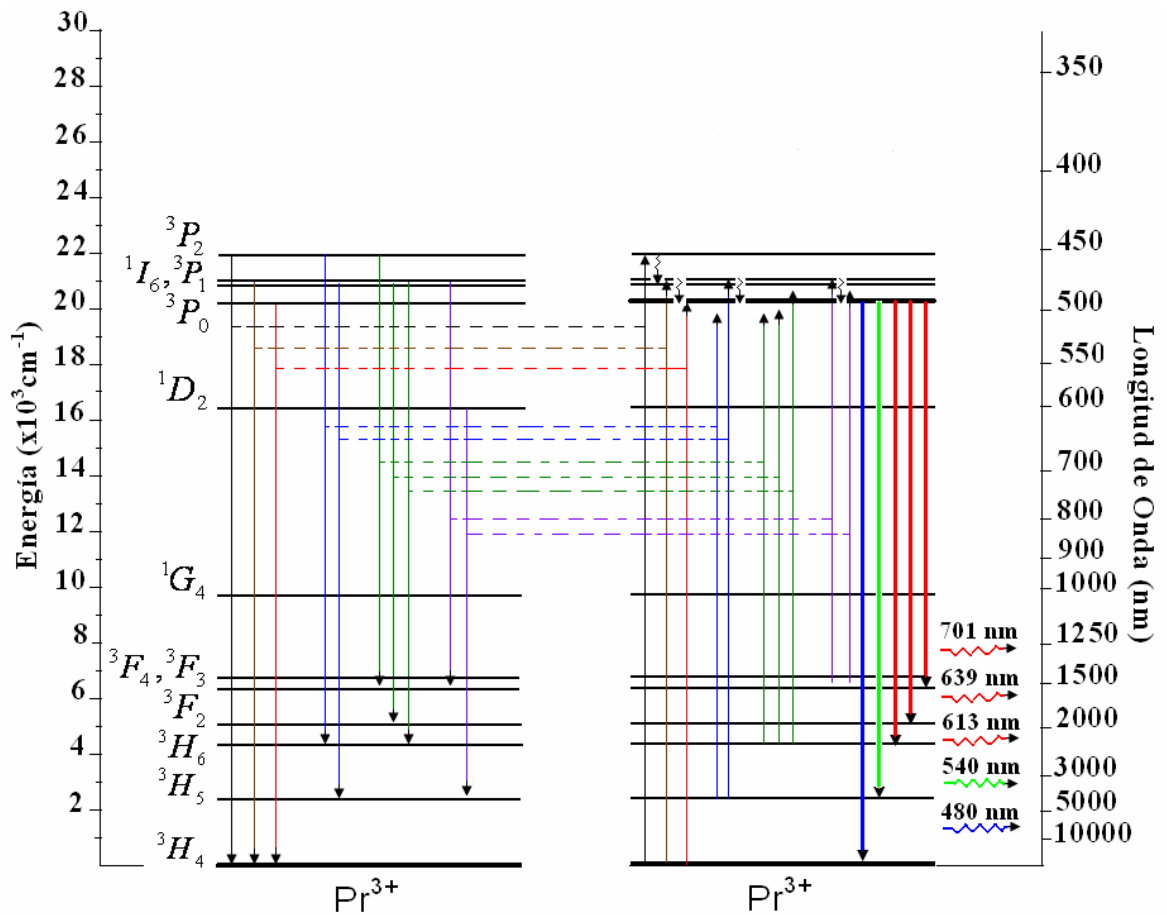 Energía (x10³cm⁻¹)
30
28
26
24
22
20
18
16
14
12
10
8
6
4
2
³P₂
¹I₆, ³P₁
³P₀
¹D₂
¹G₄
³F₄, ³F₃
³F₂
³H₆
³H₅
³H₄
Pr³⁺
Pr³⁺
701 nm
639 nm
613 nm
540 nm
480 nm
350
400
450
500
550
600
700
800
900
1000
1250
1500
2000
3000
5000
10000
Longitud de Onda (nm)